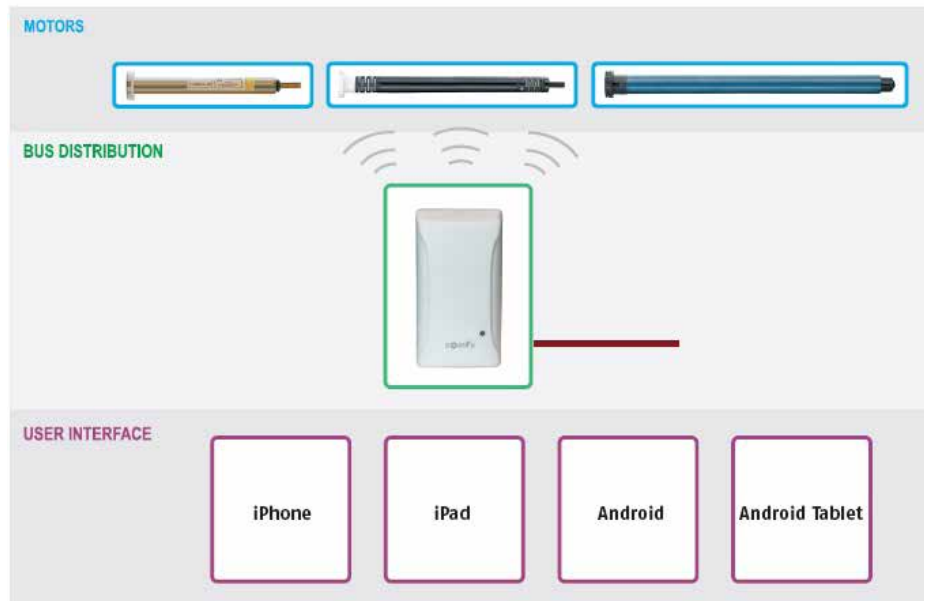 MOTORS
BUS DISTRIBUTION
somfy
USER INTERFACE
iPhone
iPad
Android
Android Tablet